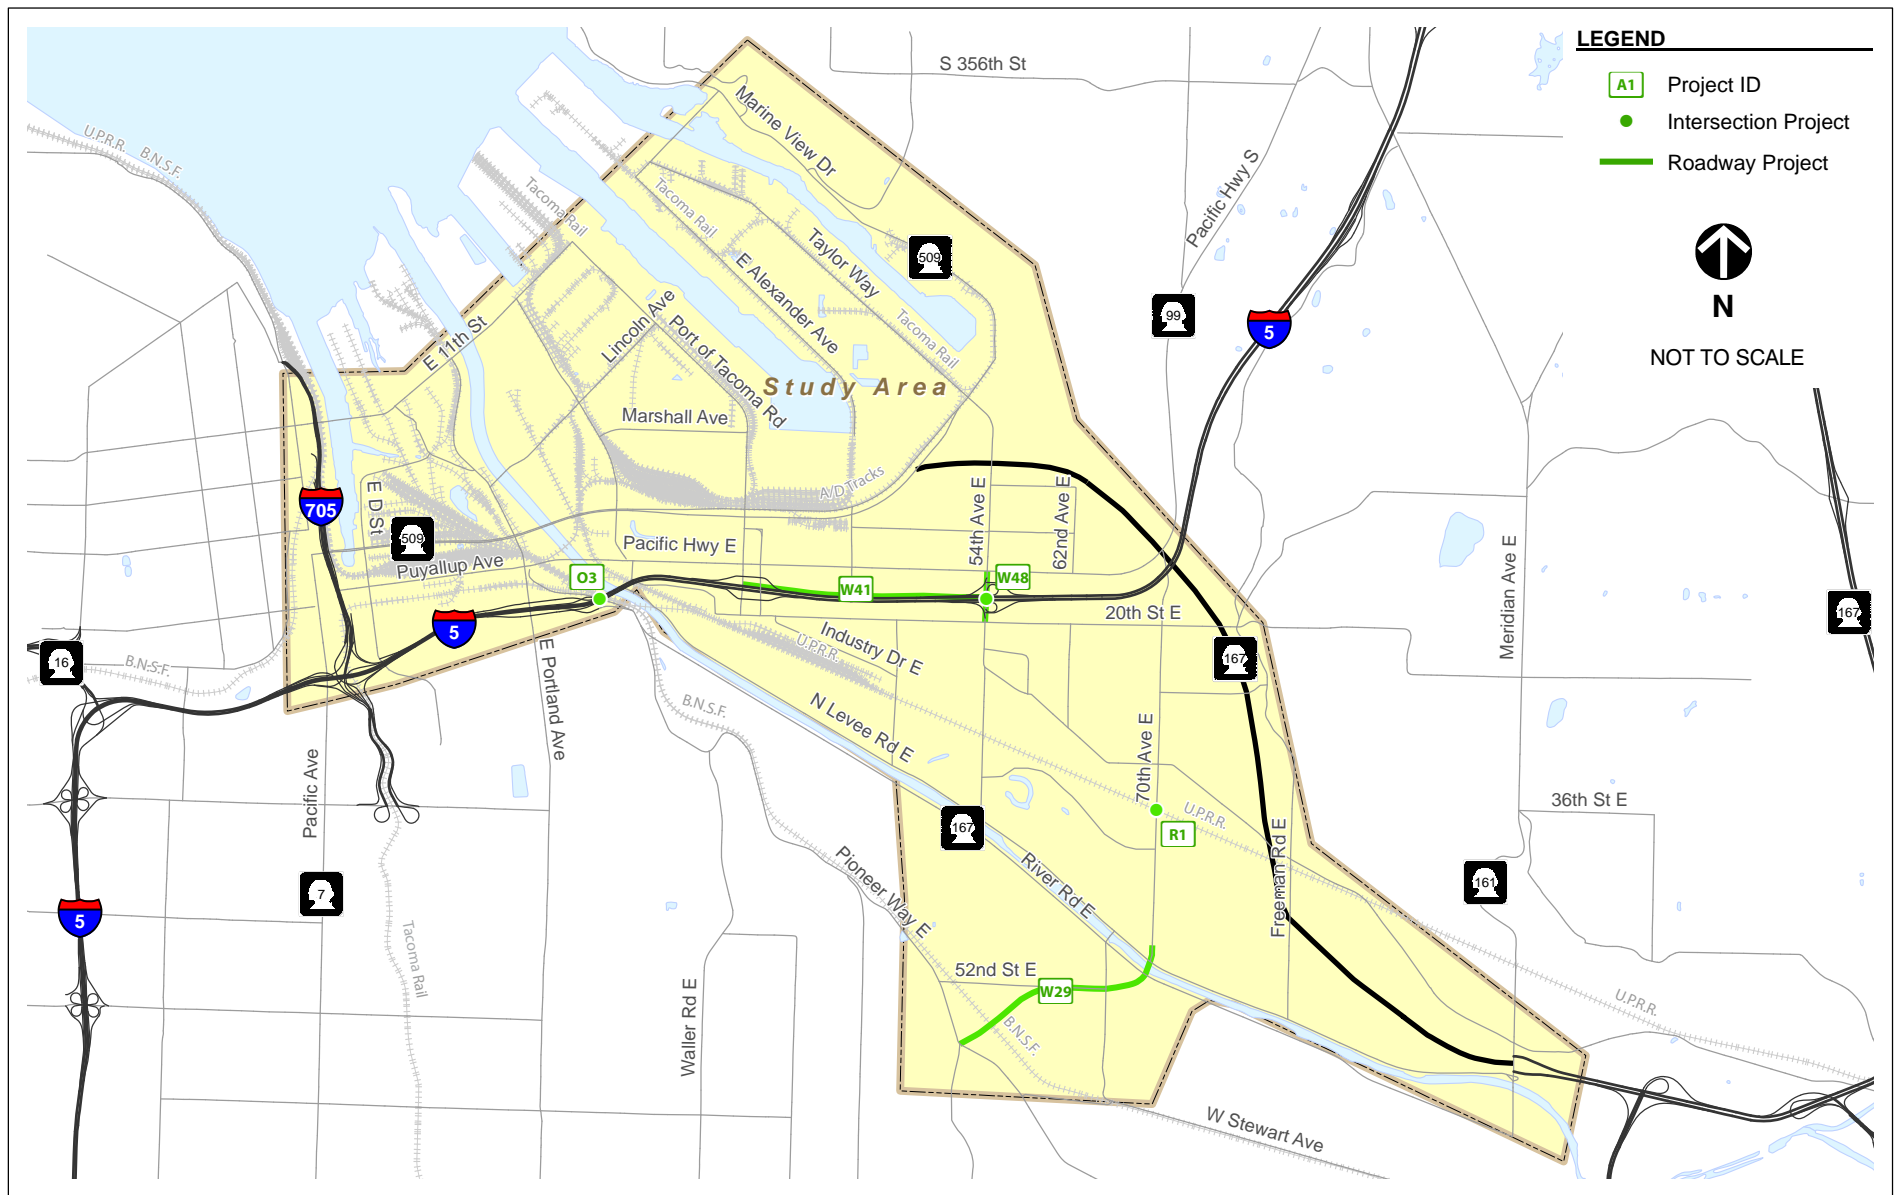 LEGEND
A1 Project ID
Intersection Project
Roadway Project
N
NOT TO SCALE
S 356th St
Marine View Dr
U.P.R.R.
B.N.S.F.
Tacoma Rail
Tacoma Rail
Pacific Hwy S
509
Taylor Way
E Alexander Ave
Tacoma Rail
99
5
E 11th St
Lincoln Ave
Port of Tacoma Rd
Study Area
Marshall Ave
A/D Tracks
705
E D St
509
Puyallup Ave
Pacific Hwy E
54th Ave E
62nd Ave E
O3
W41
W48
20th St E
Meridian Ave E
167
5
16
B.N.S.F.
E Portland Ave
Industry Dr E
U.P.R.R.
167
B.N.S.F.
N Levee Rd E
70th Ave E
Pacific Ave
36th St E
U.P.R.R.
R1
167
Freeman Rd E
Pioneer Way E
River Rd E
161
7
5
Tacoma Rail
52nd St E
W29
Waller Rd E
B.N.S.F.
U.P.R.R.
W Stewart Ave